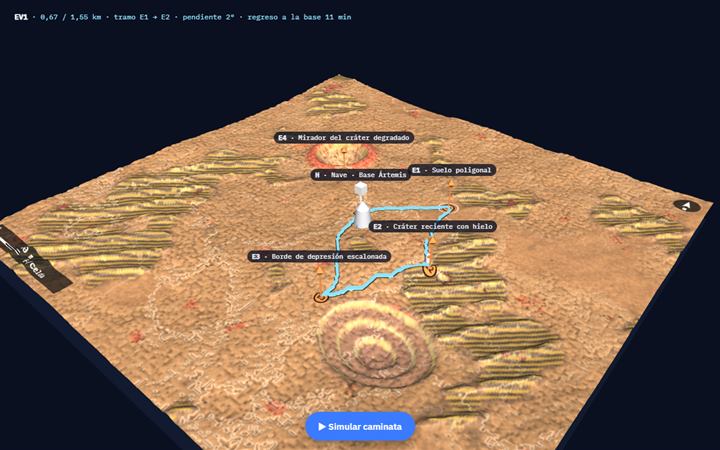 EV1 · 0,67 / 1,55 km · tramo E1 → E2 · pendiente 2° · regreso a la base 11 min
E4 · Mirador del cráter degradado
E1 · Suelo poligonal
N · Nave · Base Ártemis
E2 · Cráter reciente con hielo
E3 · Borde de depresión escalonada
▶ Simular caminata